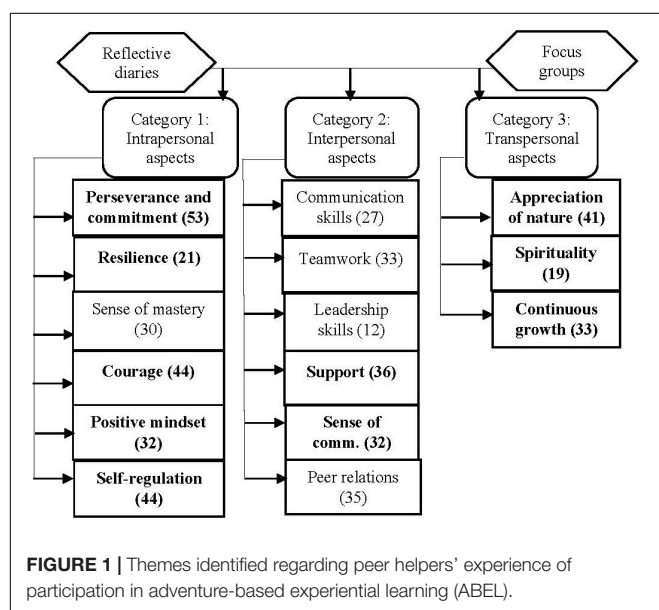 Reflective
diaries
Focus
groups
Category 1:
Intrapersonal
aspects
Category 2:
Interpersonal
aspects
Category 3:
Transpersonal
aspects
Perseverance and
commitment (53)
Resilience (21)
Sense of mastery
(30)
Courage (44)
Positive mindset
(32)
Self-regulation
(44)
Communication
skills (27)
Teamwork (33)
Leadership
skills (12)
Support (36)
Sense of
comm. (32)
Peer relations
(35)
Appreciation
of nature (41)
Spirituality
(19)
Continuous
growth (33)
FIGURE 1 | Themes identified regarding peer helpers’ experience of
participation in adventure-based experiential learning (ABEL).